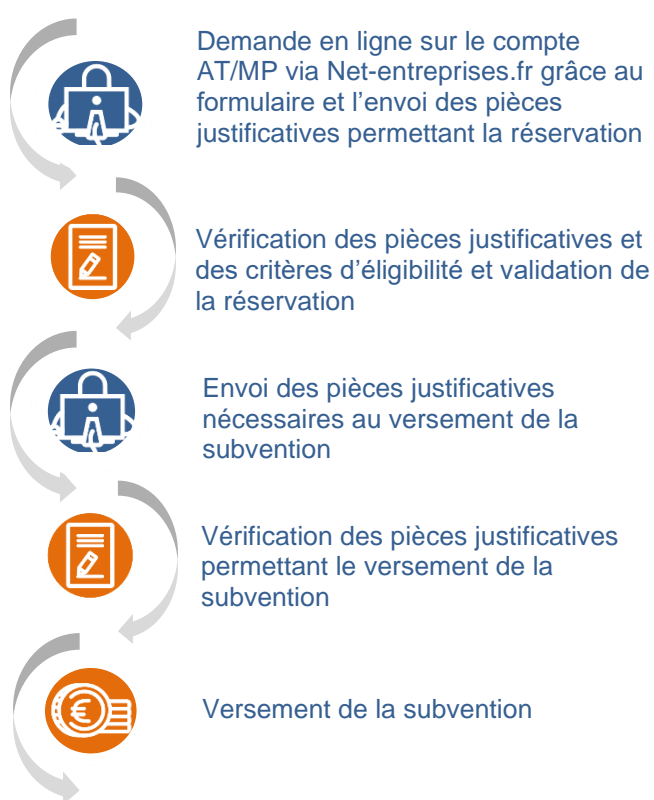 Demande en ligne sur le compte
AT/MP via Net-entreprises.fr grâce au
formulaire et l’envoi des pièces
justificatives permettant la réservation
Vérification des pièces justificatives et
des critères d’éligibilité et validation de
la réservation
Envoi des pièces justificatives
nécessaires au versement de la
subvention
Vérification des pièces justificatives
permettant le versement de la
subvention
Versement de la subvention